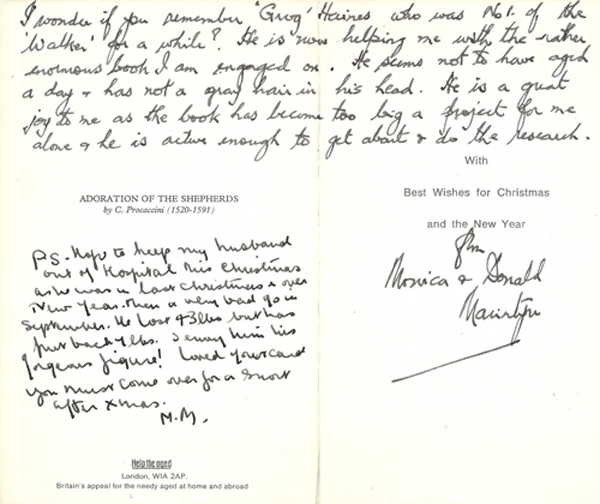 I wonder if you remember 'Grog' Haines who was No 1. of the
'Walker' for a while? He is now helping me with the rather
enormous book I am engaged on. He seems not to have aged
a day & has not a gray hair in his head. He is a great
joy to me as the book has become too big a project for me
alone & he is active enough to get about & do the research.
With
Best Wishes for Christmas
and the New Year
from
Monica & Donald
Macintyre
ADORATION OF THE SHEPHERDS
by C. Procaccini (1520-1591)
P.S. Hope to keep my husband
out of Hospital this Christmas
as he was in last Christmas & over
New Year. Then a very bad go in
September. He lost 43lbs but has
put back 7 lbs. I envy him his
gorgeous figure! Loved your card
you must come over for a snort
after Xmas.
M.M.
Help the aged
London, WIA 2AP.
Britain's appeal for the needy aged at home and abroad